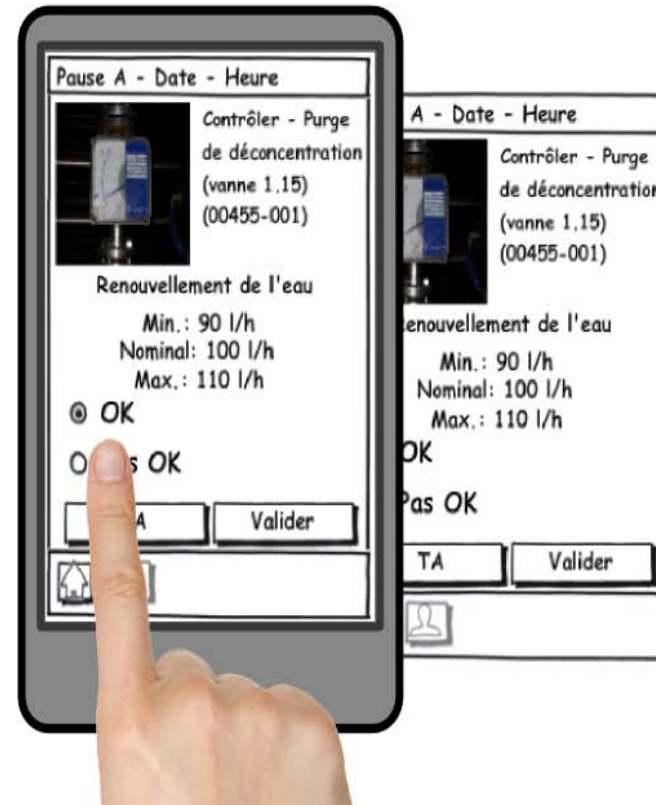 Pause A - Date - Heure
Contrôler - Purge
de déconcentration
(vanne 1.15)
(00455-001)
Renouvellement de l'eau
Min.: 90 l/h
Nominal: 100 l/h
Max.: 110 l/h
OK
OK
A
Valider
A - Date - Heure
Contrôler - Purge
de déconcentration
(vanne 1.15)
(00455-001)
enouvellement de l'eau
Min.: 90 l/h
Nominal: 100 l/h
Max.: 110 l/h
OK
Pas OK
TA
Valider